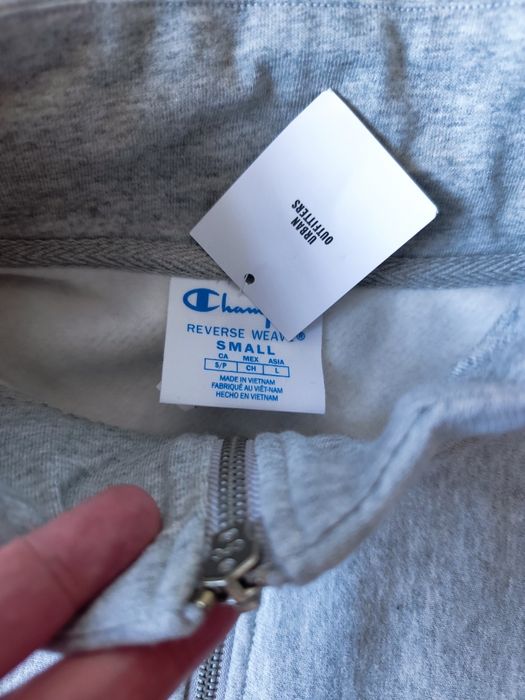 URBAN
OUTFITTERS
REVERSE WEAVE®
SMALL
CA MEX ASIA
S/P CH L
MADE IN VIETNAM
FABRIQUÉ AU VIÊT-NAM
HECHO EN VIETNAM